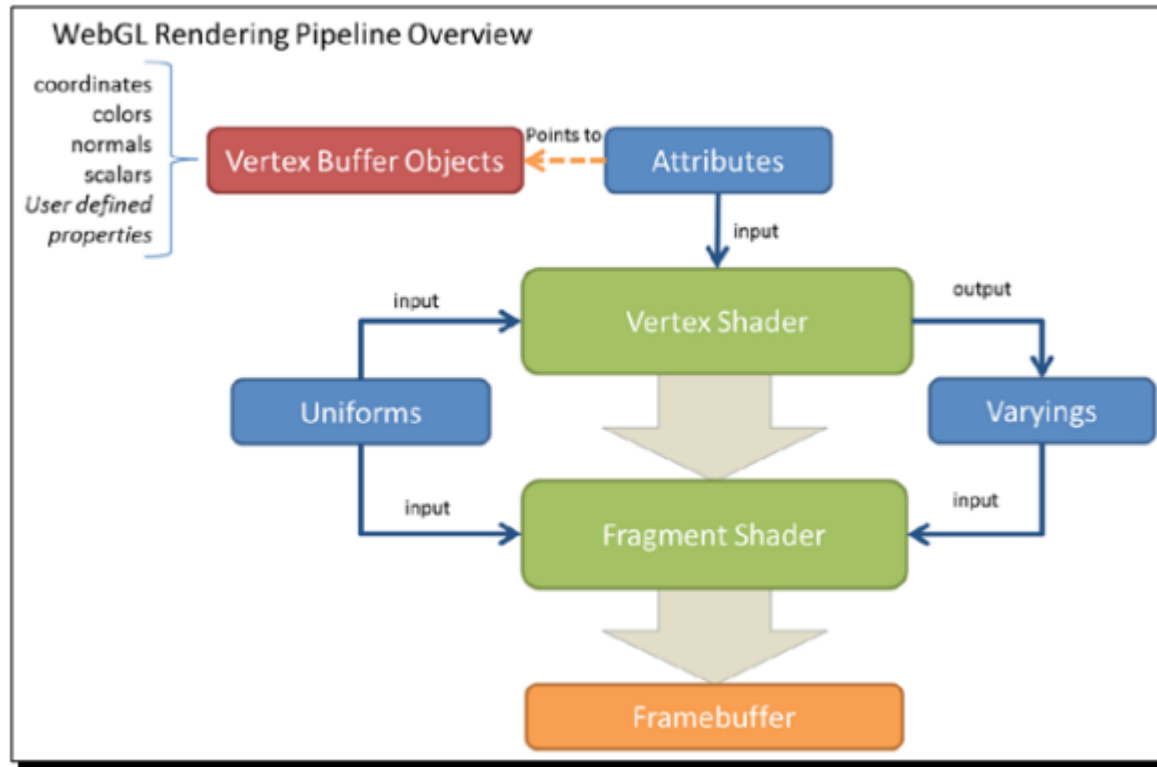 WebGL Rendering Pipeline Overview
coordinates
colors
normals
scalars
User defined
properties
Vertex Buffer Objects
Points to
Attributes
input
input
Vertex Shader
output
Uniforms
Varyings
input
Fragment Shader
input
Framebuffer